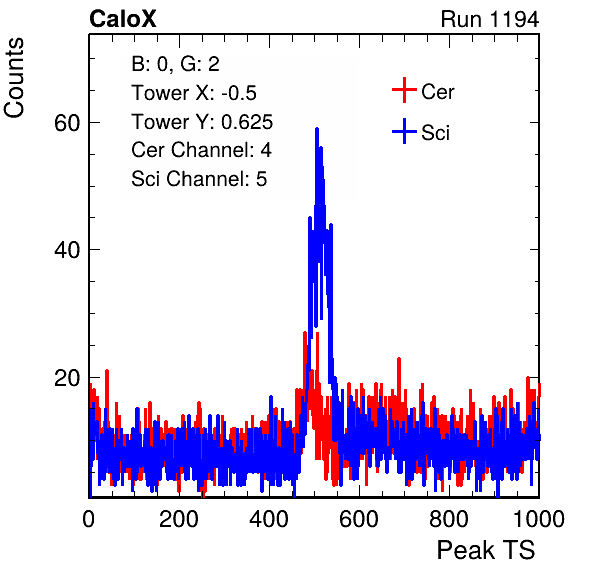 CaloX Run 1194
Counts
B: 0, G: 2
Tower X: -0.5
Tower Y: 0.625
Cer Channel: 4
Sci Channel: 5
Cer
Sci
60
40
20
0 200 400 600 800 1000
Peak TS